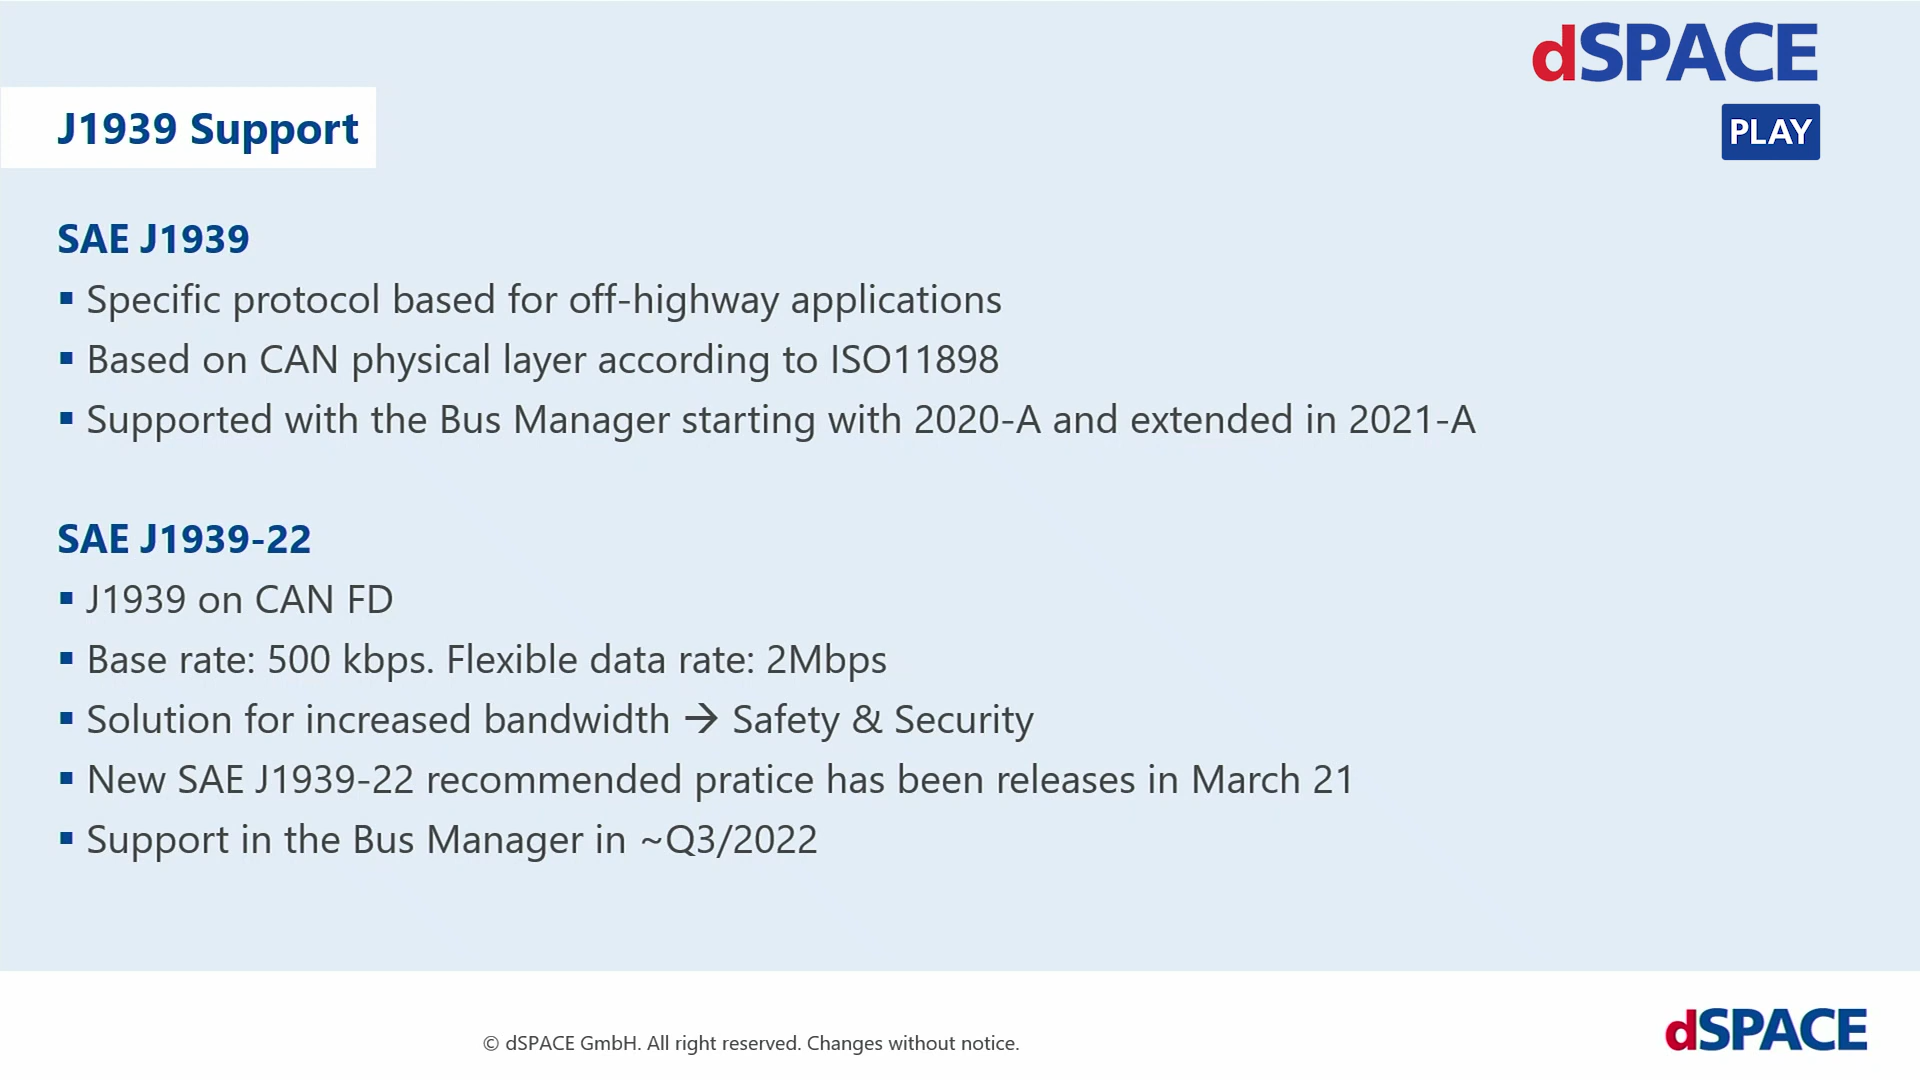 dSPACE
PLAY
J1939 Support
SAE J1939
▪ Specific protocol based for off-highway applications
▪ Based on CAN physical layer according to ISO11898
▪ Supported with the Bus Manager starting with 2020-A and extended in 2021-A
SAE J1939-22
▪ J1939 on CAN FD
▪ Base rate: 500 kbps. Flexible data rate: 2Mbps
▪ Solution for increased bandwidth → Safety & Security
▪ New SAE J1939-22 recommended pratice has been releases in March 21
▪ Support in the Bus Manager in ~Q3/2022
© dSPACE GmbH. All right reserved. Changes without notice.
dSPACE